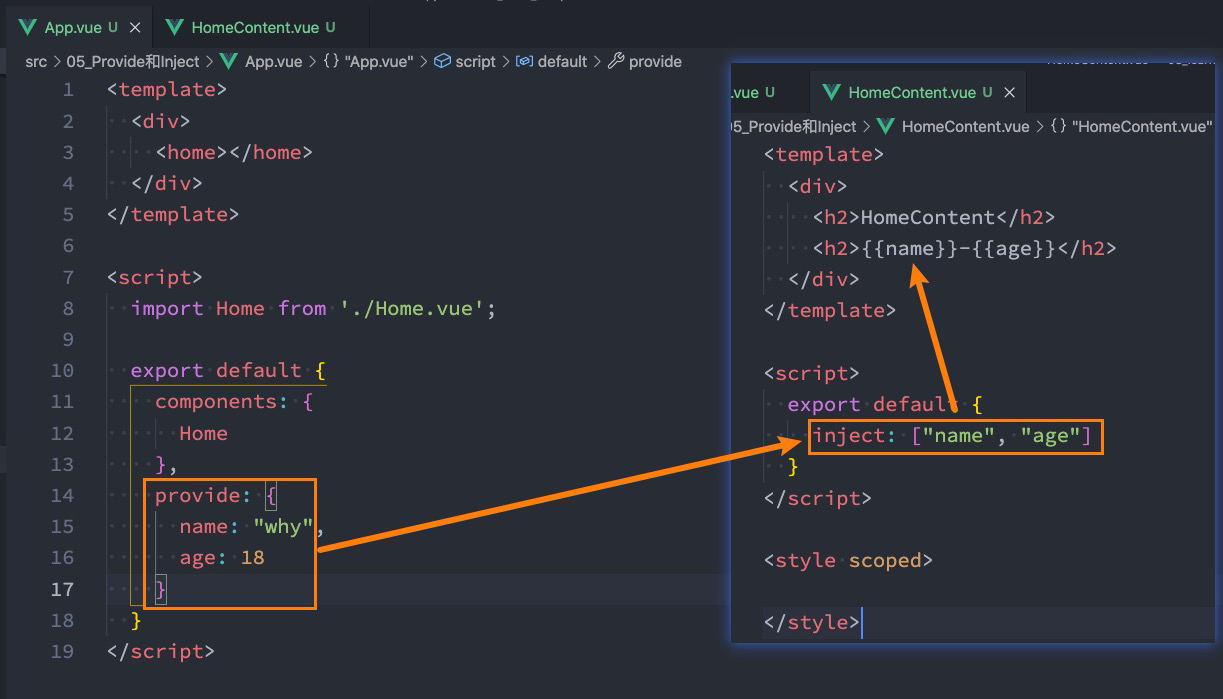 App.vue U ×
HomeContent.vue U
src > 05_Provide和Inject > App.vue > {} "App.vue" > script > default > provide
1 <template>
2 <div>
3 <home></home>
4 </div>
5 </template>
6
7 <script>
8 import Home from './Home.vue';
9
10 export default {
11 components: {
12 Home
13 },
14 provide: {
15 name: "why",
16 age: 18
17 }
18 }
19 </script>
.vue U
HomeContent.vue U ×
05_Provide和Inject > HomeContent.vue > {} "HomeContent.vue"
<template>
<div>
<h2>HomeContent</h2>
<h2>{{name}}-{{age}}</h2>
</div>
</template>
<script>
export default {
inject: ["name", "age"]
}
</script>
<style scoped>
</style>